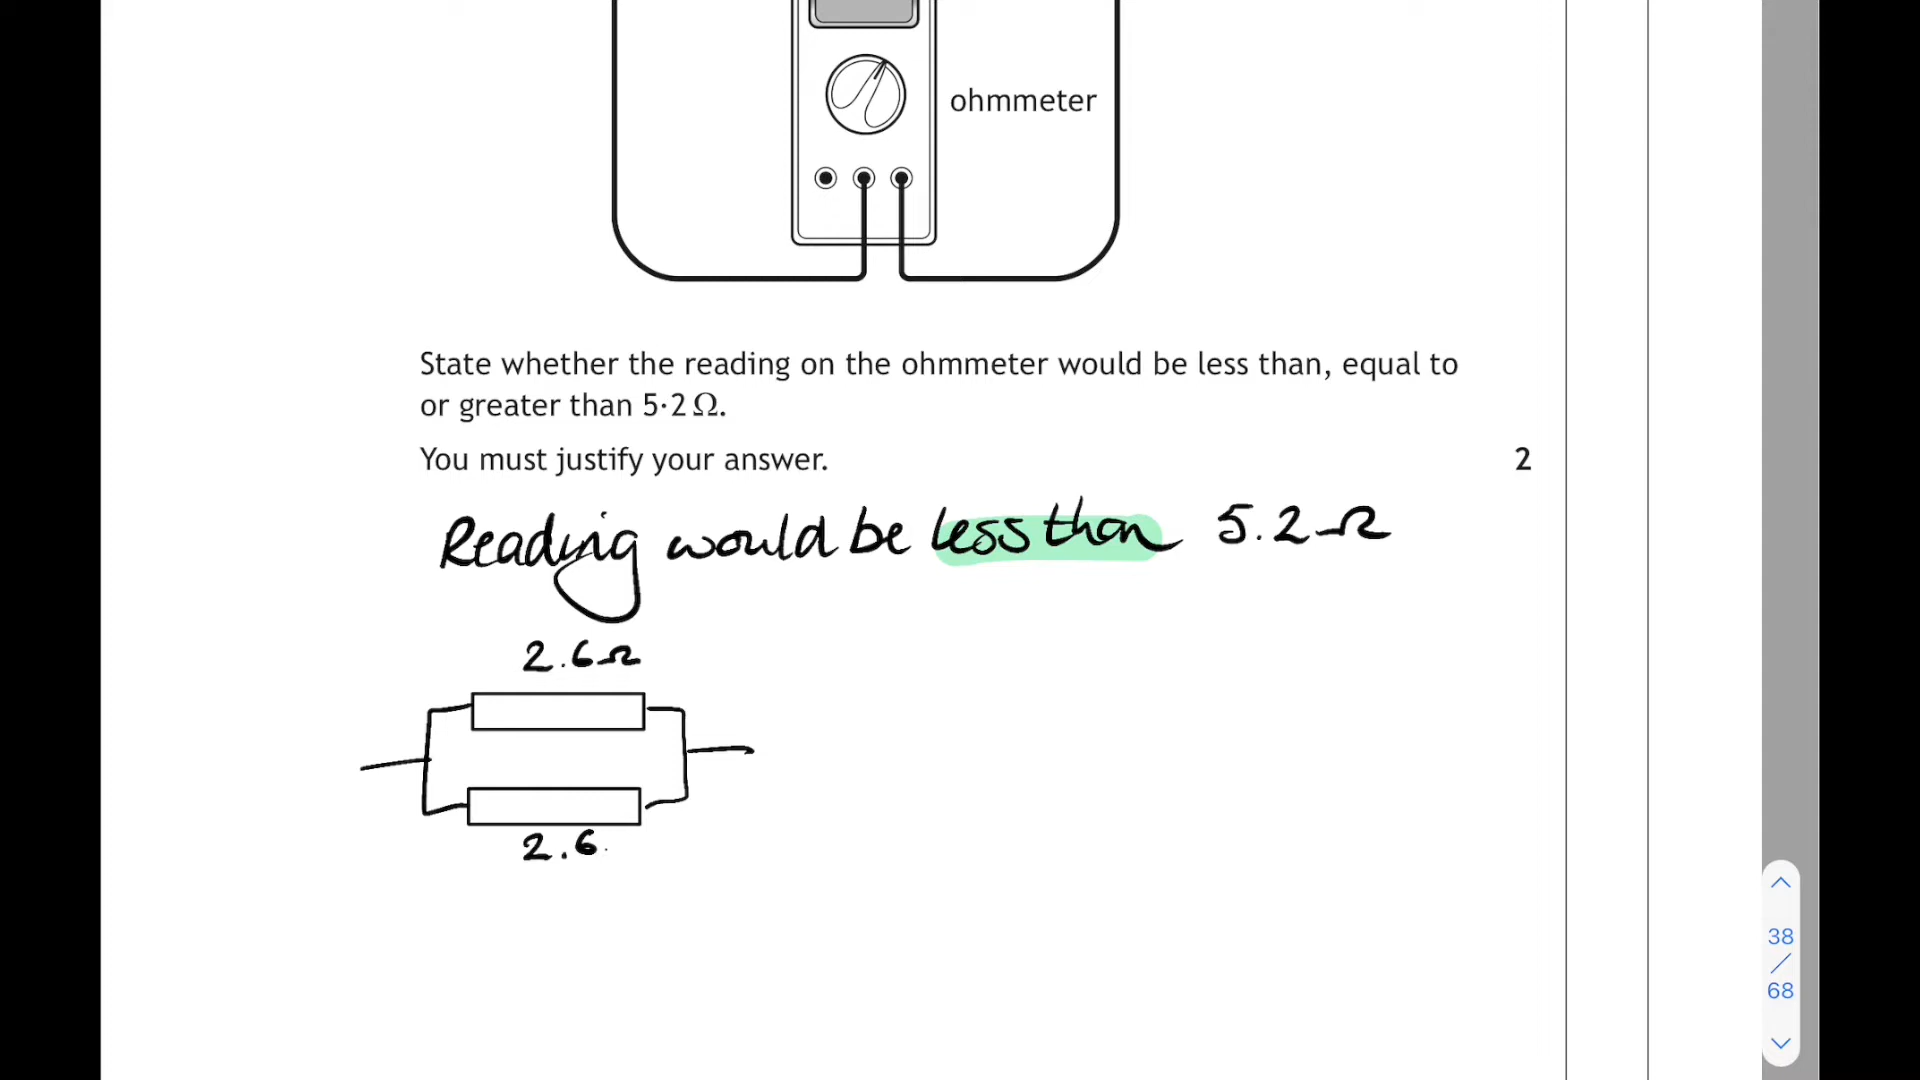 ohmmeter
State whether the reading on the ohmmeter would be less than, equal to
or greater than 5·2 Ω.
You must justify your answer. 2
Reading would be less than 5.2Ω
2.6Ω
2.6
38
/
68